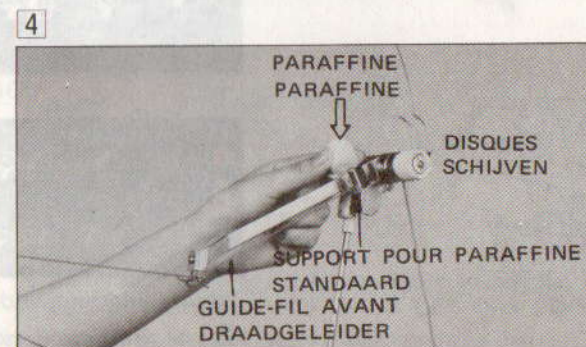 4
PARAFFINE
PARAFFINE
DISQUES
SCHIJVEN
SUPPORT POUR PARAFFINE
STANDAARD
GUIDE-FIL AVANT
DRAADGELEIDER